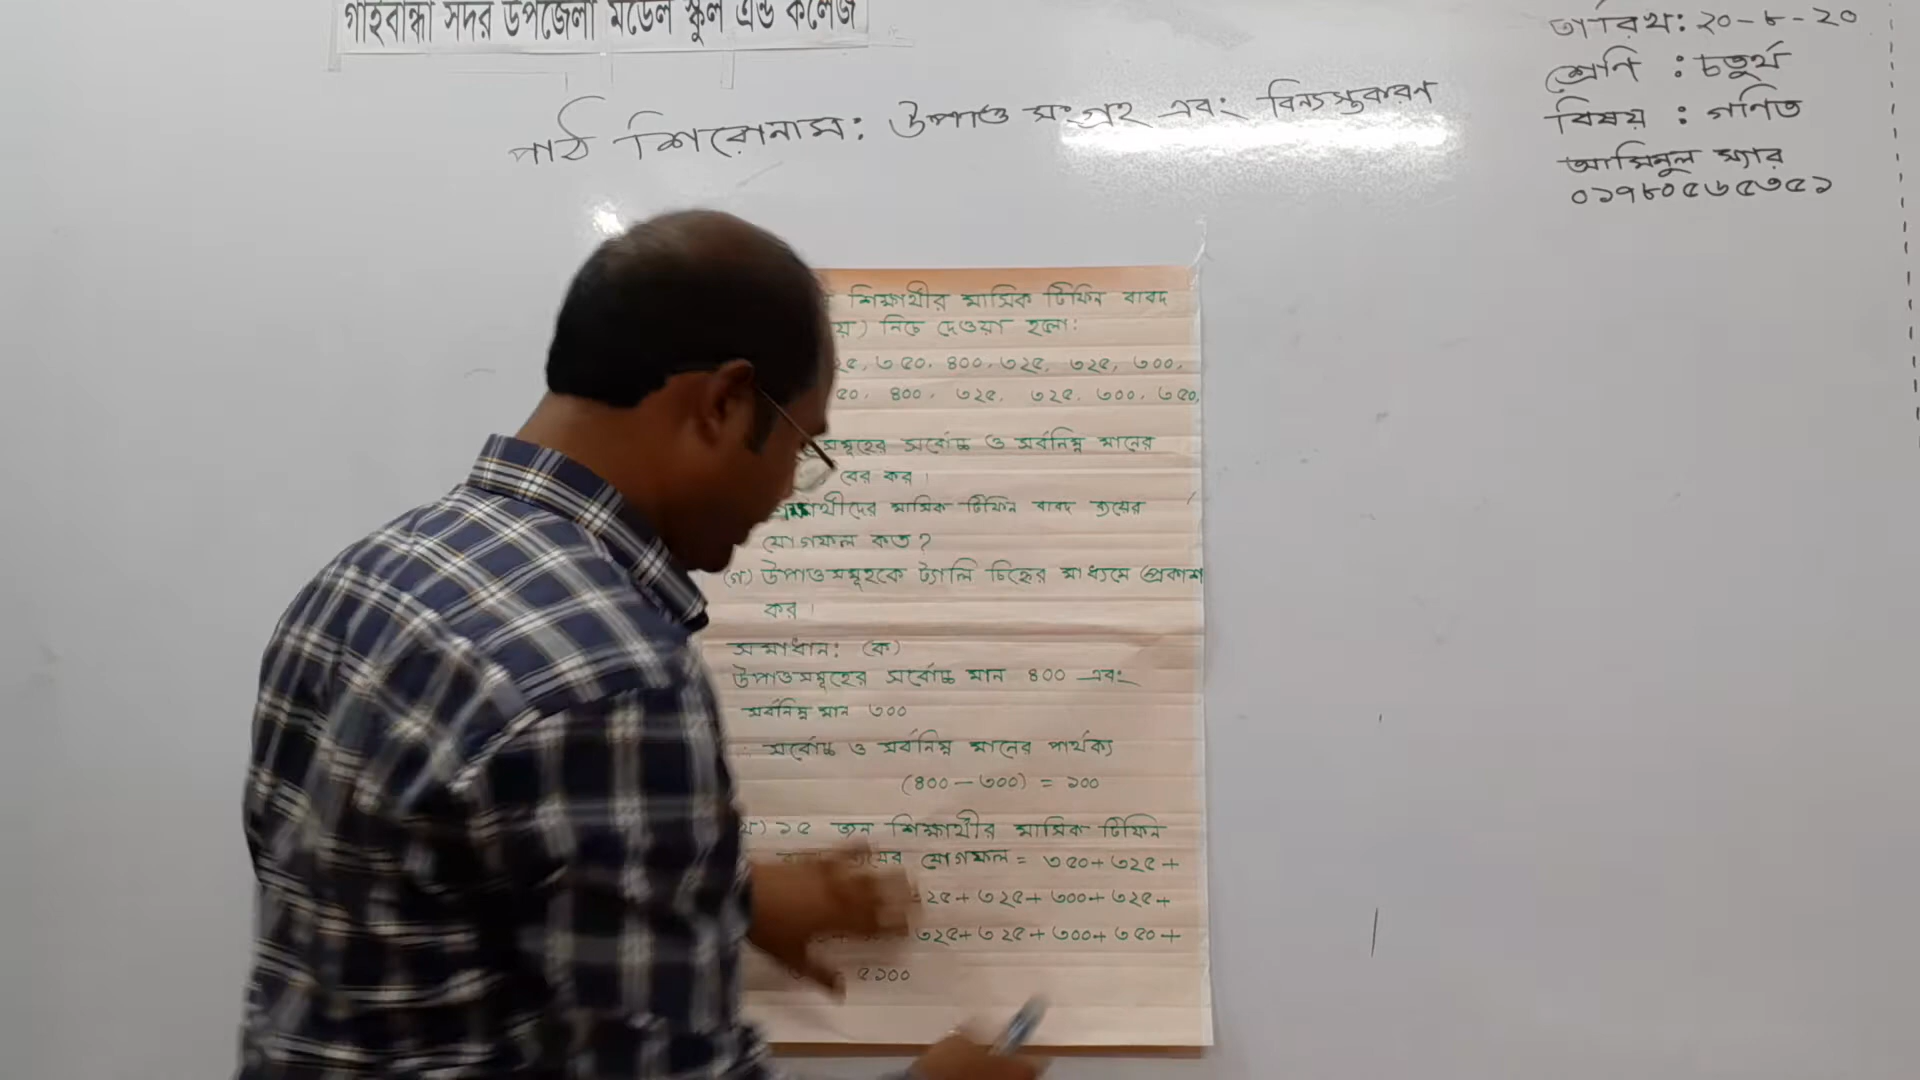 গাইবান্ধা সদর উপজেলা মডেল স্কুল এন্ড কলেজ
তারিখ: ২০-৮-২০
শ্রেণি : চতুর্থ
বিষয় : গণিত
আমিনুল স্যার
০১৭৮০৫৬৫৩৫১
পাঠ শিরোনাম: উপাত্ত সংগ্রহ এবং বিন্যস্তকরণ
শিক্ষার্থীর মাসিক টিফিন বাবদ
য়) নিচে দেওয়া হলো:
২৫, ৩৫০, ৪০০, ৩২৫, ৩২৫, ৩০০,
৫০, ৪০০, ৩২৫, ৩২৫, ৩০০, ৩৫০,
সমূহের সর্বোচ্চ ও সর্বনিম্ন মানের
বের কর।
ক্ষার্থীদের মাসিক টিফিন বাবদ ব্যয়ের
যোগফল কত?
(গ) উপাত্তসমূহকে ট্যালি চিহ্নের মাধ্যমে প্রকাশ
কর।
সমাধান: (ক)
উপাত্তসমূহের সর্বোচ্চ মান ৪০০ এবং
সর্বনিম্ন মান ৩০০
সর্বোচ্চ ও সর্বনিম্ন মানের পার্থক্য
(৪০০ - ৩০০) = ১০০
খ) ১৫ জন শিক্ষার্থীর মাসিক টিফিন
যোগফল = ৩৫০+ ৩২৫+
২৫+ ৩২৫+ ৩০০+ ৩২৫+
৩২৫+ ৩২৫+ ৩০০+ ৩৫০+
৫১০০